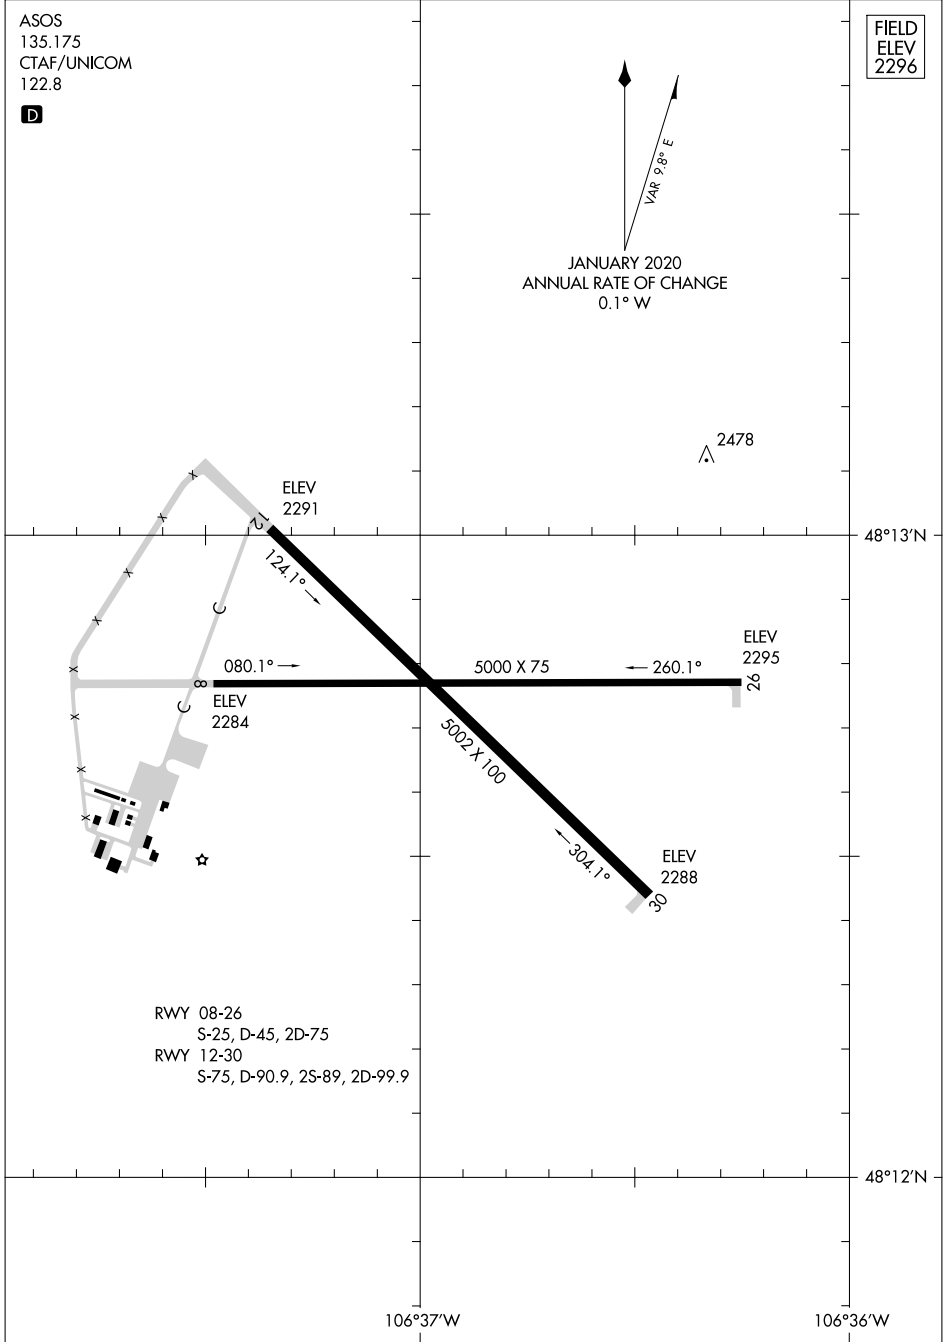 ASOS
135.175
CTAF/UNICOM
122.8
D
FIELD
ELEV
2296
VAR 9.8° E
JANUARY 2020
ANNUAL RATE OF CHANGE
0.1° W
2478
X
ELEV
2291
12
48°13'N
124.1°
X
X
C
X
ELEV
2295
X
080.1°
5000 X 75
260.1°
8
26
ELEV
2284
C
X
5002 X 100
X
X
304.1°
ELEV
2288
30
RWY 08-26
S-25, D-45, 2D-75
RWY 12-30
S-75, D-90.9, 2S-89, 2D-99.9
48°12'N
106°37'W
106°36'W